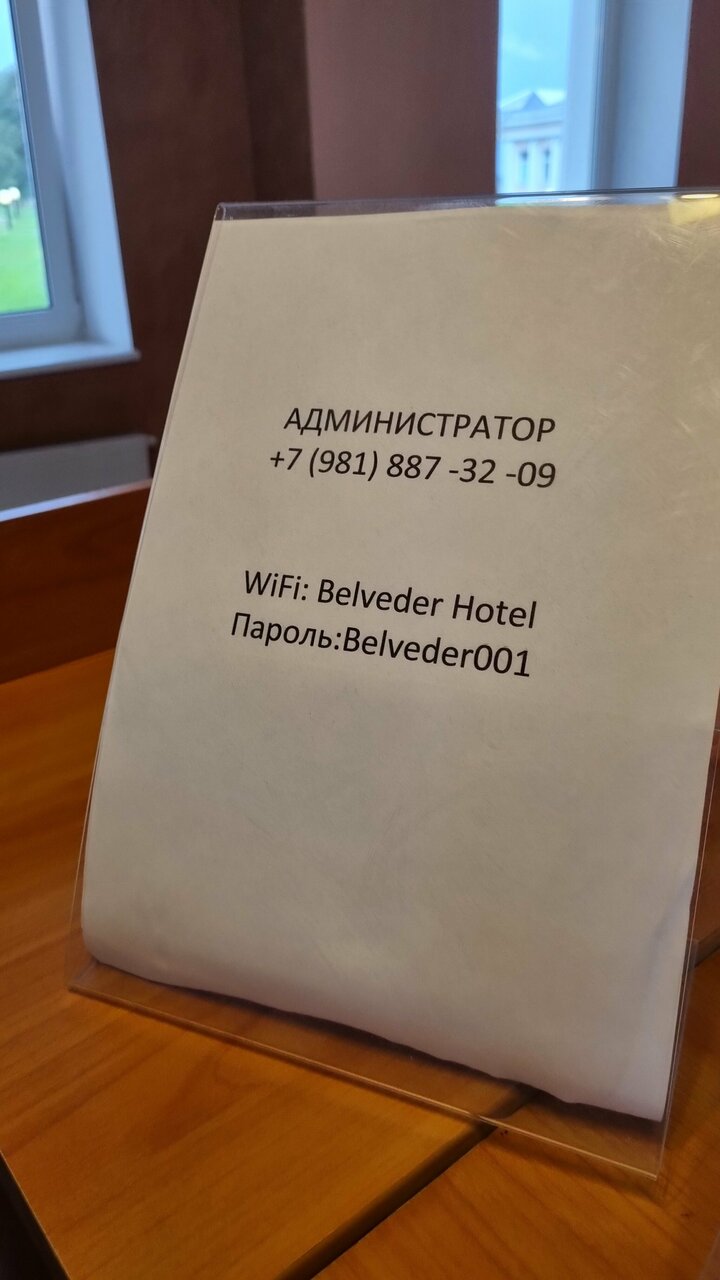 АДМИНИСТРАТОР
+7 (981) 887 -32 -09
WiFi: Belveder Hotel
Пароль:Belveder001